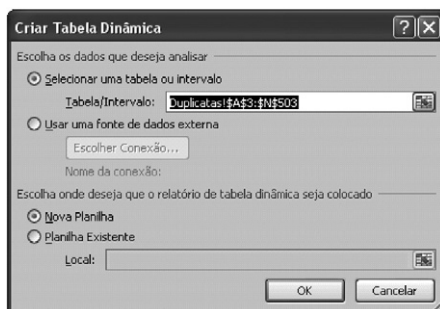 Criar Tabela Dinâmica
Escolha os dados que deseja analisar
Selecionar uma tabela ou intervalo
Tabela/Intervalo: Duplicatas!$A$3:$N$503
Usar uma fonte de dados externa
Escolher Conexão...
Nome da conexão:
Escolha onde deseja que o relatório de tabela dinâmica seja colocado
Nova Planilha
Planilha Existente
Local:
OK Cancelar